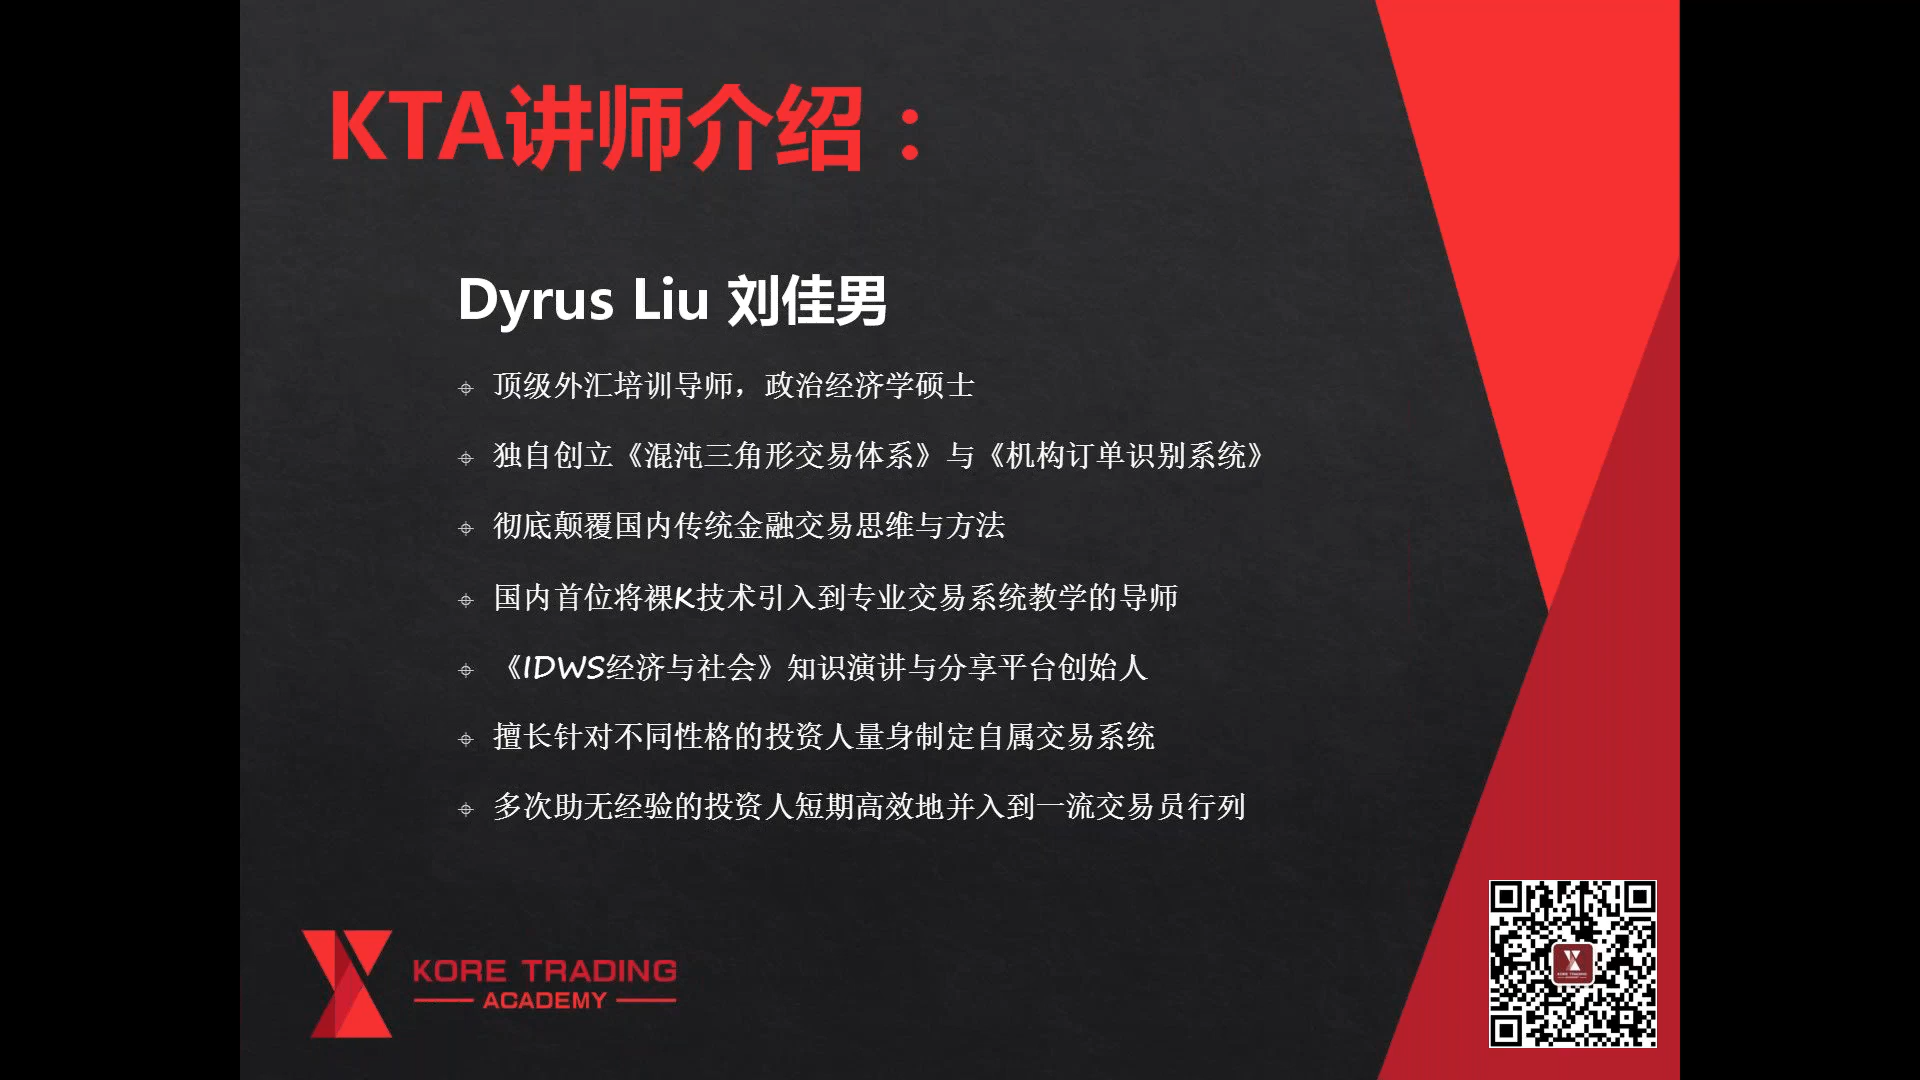 KTA讲师介绍：
Dyrus Liu 刘佳男
顶级外汇培训导师，政治经济学硕士
独自创立《混沌三角形交易体系》与《机构订单识别系统》
彻底颠覆国内传统金融交易思维与方法
国内首位将裸K技术引入到专业交易系统教学的导师
《IDWS经济与社会》知识演讲与分享平台创始人
擅长针对不同性格的投资人量身制定自属交易系统
多次助无经验的投资人短期高效地并入到一流交易员行列
KORE TRADING
ACADEMY
KORE TRADING